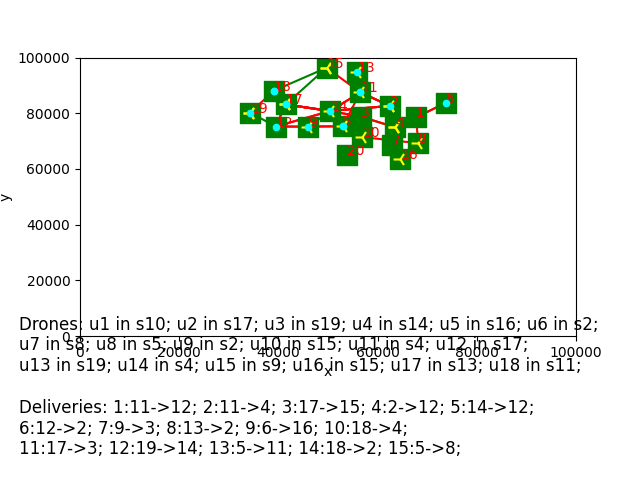 100000
80000
60000
40000
20000
0
0 20000 40000 60000 80000 100000
x
y
Drones: u1 in s10; u2 in s17; u3 in s19; u4 in s14; u5 in s16; u6 in s2;
u7 in s8; u8 in s5; u9 in s2; u10 in s15; u11 in s4; u12 in s17;
u13 in s19; u14 in s4; u15 in s9; u16 in s15; u17 in s13; u18 in s11;
Deliveries: 1:11->12; 2:11->4; 3:17->15; 4:2->12; 5:14->12;
6:12->2; 7:9->3; 8:13->2; 9:6->16; 10:18->4;
11:17->3; 12:19->14; 13:5->11; 14:18->2; 15:5->8;